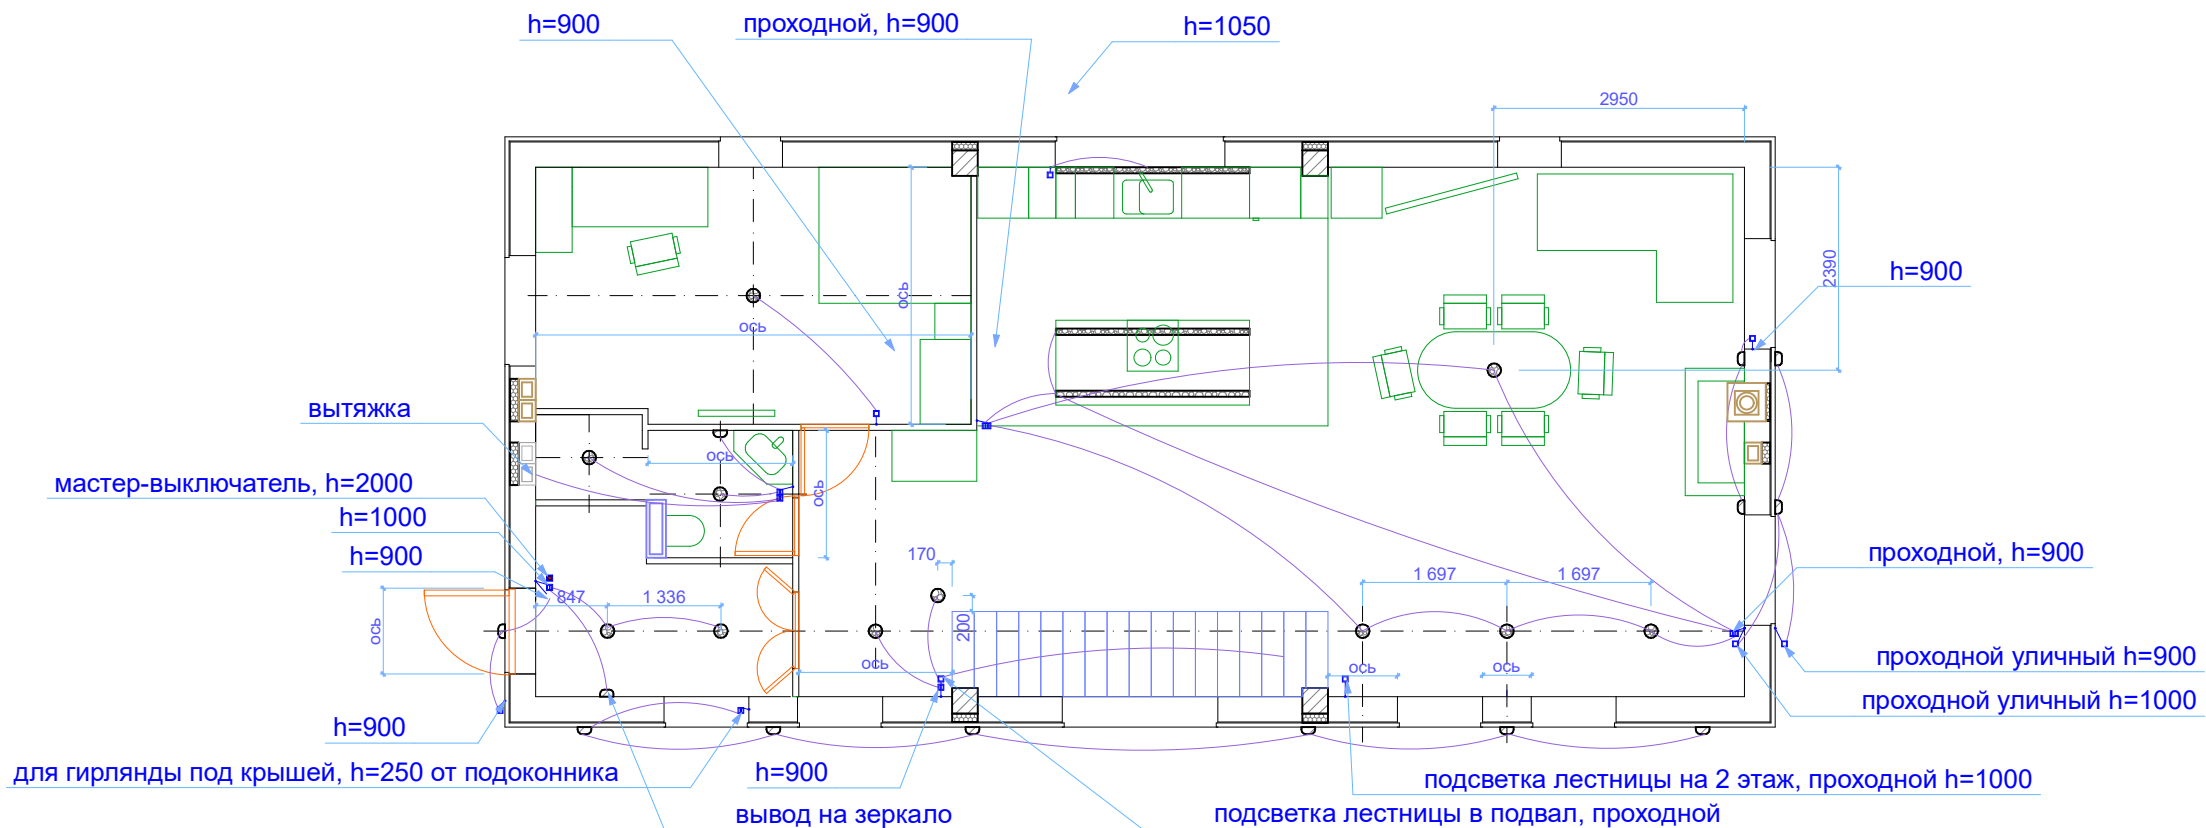 h=900
проходной, h=900
h=1050
2950
2390
h=900
ось
ось
вытяжка
мастер-выключатель, h=2000
h=1000
h=900
ось
ось
170
847
1 336
200
1 697
1 697
проходной, h=900
ось
ось
ось
ось
проходной уличный h=900
проходной уличный h=1000
h=900
для гирлянды под крышей, h=250 от подоконника
h=900
подсветка лестницы на 2 этаж, проходной h=1000
вывод на зеркало
подсветка лестницы в подвал, проходной